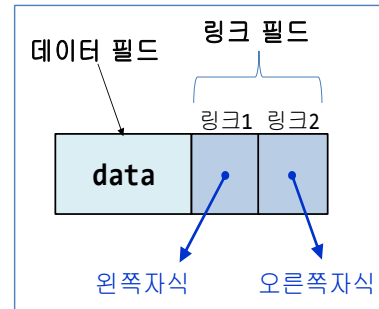 링크 필드
데이터 필드
링크1 링크2
data
왼쪽자식 오른쪽자식